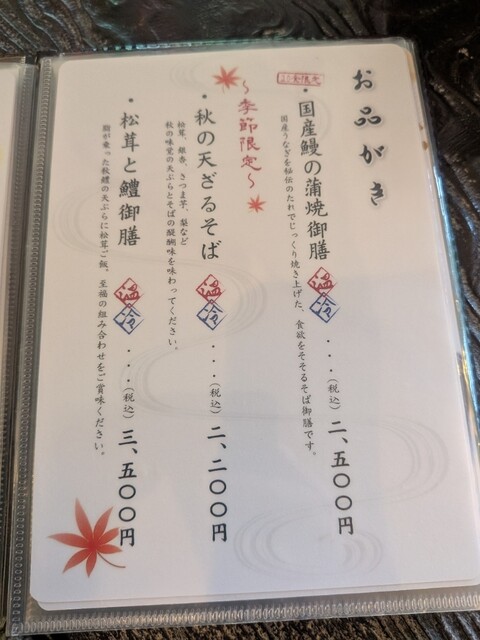 お品がき
・国産鰻の蒲焼御膳 温 冷 ・・・(税込) 二、五〇〇円
国産うなぎを秘伝のたれでじっくり焼き上げた、食欲をそそるそば御膳です。
～季節限定～
・秋の天ざるそば 温 冷 ・・・(税込) 二、二〇〇円
松茸、銀杏、さつま芋、梨など
秋の味覚の天ぷらとそばの醍醐味を味わってください。
・松茸と鱧御膳 温 冷 ・・・(税込) 三、五〇〇円
脂が乗った秋鱧の天ぷらに松茸ご飯。至福の組み合わせをご賞味ください。